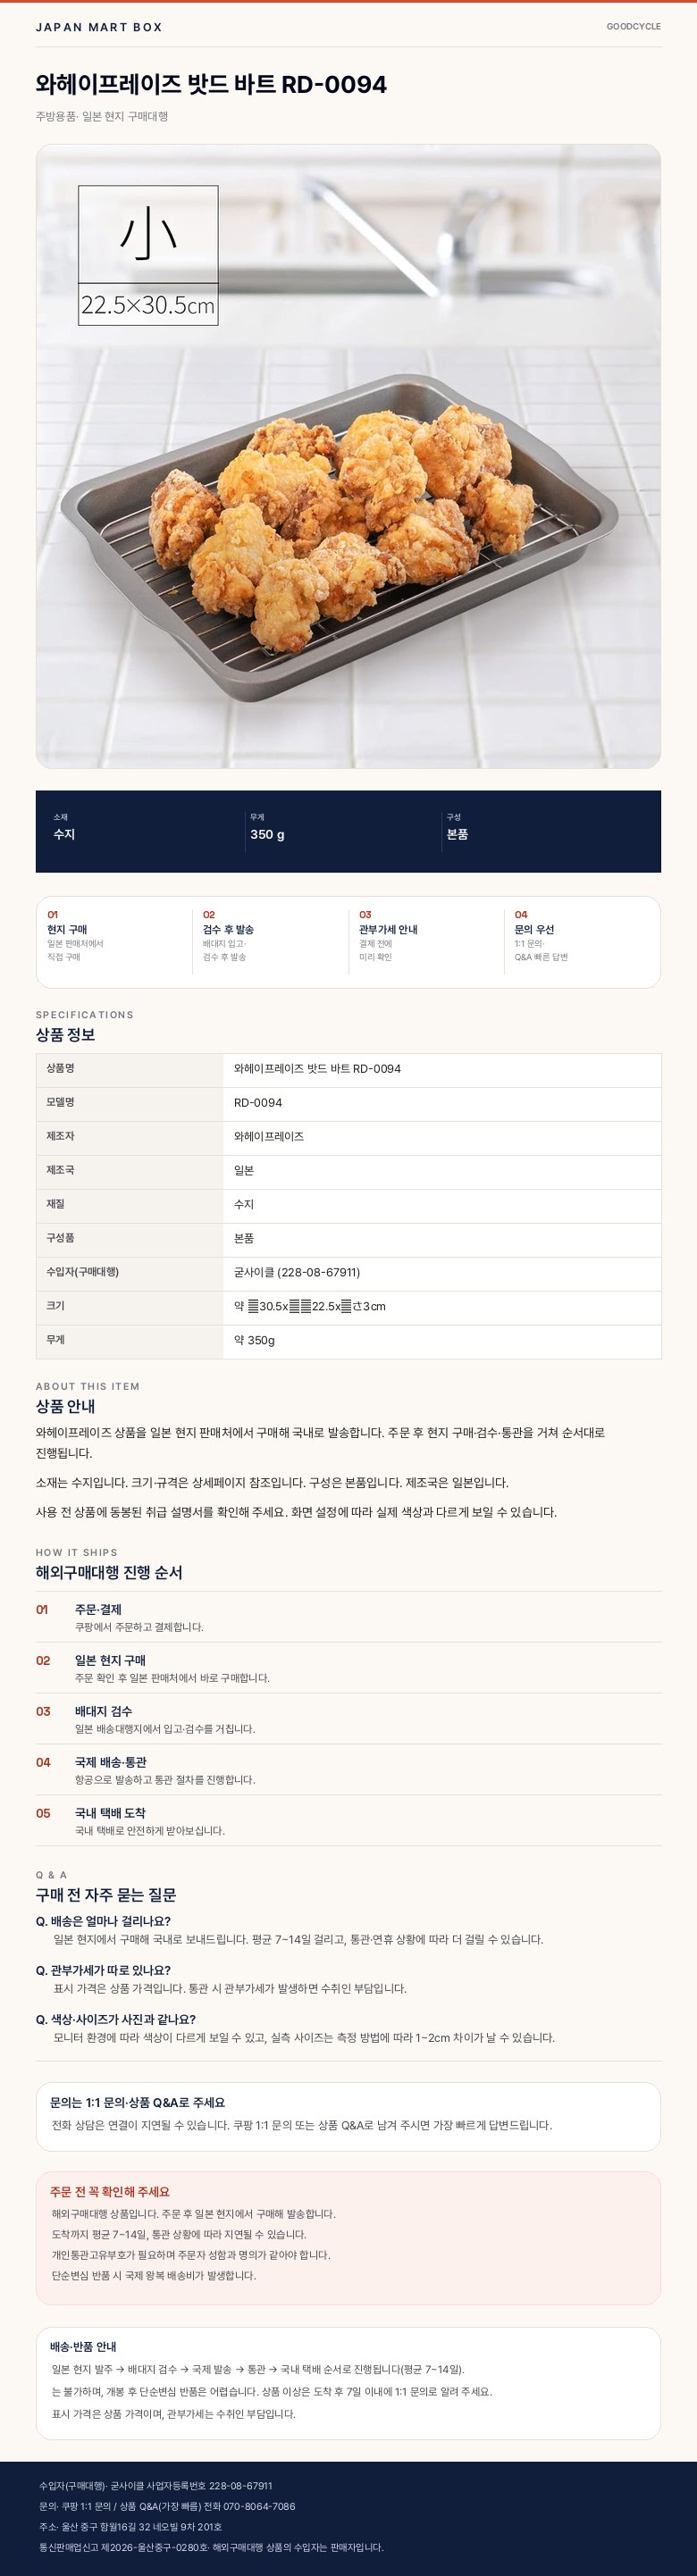 JAPAN MART BOX
GOODCYCLE
와헤이프레이즈 밧드 바트 RD-0094
주방용품· 일본 현지 구매대행
小
22.5×30.5cm
소재
수지
무게
350 g
구성
본품
01
현지 구매
일본 판매처에서
직접 구매
02
검수 후 발송
배대지 입고·
검수 후 발송
03
관부가세 안내
결제 전에
미리 확인
04
문의 우선
1:1 문의·
Q&A 빠른 답변
SPECIFICATIONS
상품 정보
상품명 와헤이프레이즈 밧드 바트 RD-0094
모델명 RD-0094
제조자 와헤이프레이즈
제조국 일본
재질 수지
구성품 본품
수입자(구매대행) 굳사이클 (228-08-67911)
크기 약 30.5x 22.5x さ3cm
무게 약 350g
ABOUT THIS ITEM
상품 안내
와헤이프레이즈 상품을 일본 현지 판매처에서 구매해 국내로 발송합니다. 주문 후 현지 구매·검수·통관을 거쳐 순서대로
진행됩니다.
소재는 수지입니다. 크기·규격은 상세페이지 참조입니다. 구성은 본품입니다. 제조국은 일본입니다.
사용 전 상품에 동봉된 취급 설명서를 확인해 주세요. 화면 설정에 따라 실제 색상과 다르게 보일 수 있습니다.
HOW IT SHIPS
해외구매대행 진행 순서
01 주문·결제
쿠팡에서 주문하고 결제합니다.
02 일본 현지 구매
주문 확인 후 일본 판매처에서 바로 구매합니다.
03 배대지 검수
일본 배송대행지에서 입고·검수를 거칩니다.
04 국제 배송·통관
항공으로 발송하고 통관 절차를 진행합니다.
05 국내 택배 도착
국내 택배로 안전하게 받아보십니다.
Q & A
구매 전 자주 묻는 질문
Q. 배송은 얼마나 걸리나요?
일본 현지에서 구매해 국내로 보내드립니다. 평균 7~14일 걸리고, 통관·연휴 상황에 따라 더 걸릴 수 있습니다.
Q. 관부가세가 따로 있나요?
표시 가격은 상품 가격입니다. 통관 시 관부가세가 발생하면 수취인 부담입니다.
Q. 색상·사이즈가 사진과 같나요?
모니터 환경에 따라 색상이 다르게 보일 수 있고, 실측 사이즈는 측정 방법에 따라 1~2cm 차이가 날 수 있습니다.
문의는 1:1 문의·상품 Q&A로 주세요
전화 상담은 연결이 지연될 수 있습니다. 쿠팡 1:1 문의 또는 상품 Q&A로 남겨 주시면 가장 빠르게 답변드립니다.
주문 전 꼭 확인해 주세요
해외구매대행 상품입니다. 주문 후 일본 현지에서 구매해 발송합니다.
도착까지 평균 7~14일, 통관 상황에 따라 지연될 수 있습니다.
개인통관고유부호가 필요하며 주문자 성함과 명의가 같아야 합니다.
단순변심 반품 시 국제 왕복 배송비가 발생합니다.
배송·반품 안내
일본 현지 발주 → 배대지 검수 → 국제 발송 → 통관 → 국내 택배 순서로 진행됩니다(평균 7~14일).
는 불가하며, 개봉 후 단순변심 반품은 어렵습니다. 상품 이상은 도착 후 7일 이내에 1:1 문의로 알려 주세요.
표시 가격은 상품 가격이며, 관부가세는 수취인 부담입니다.
수입자(구매대행)· 굳사이클 사업자등록번호 228-08-67911
문의· 쿠팡 1:1 문의 / 상품 Q&A(가장 빠름) 전화 070-8064-7086
주소· 울산 중구 함월16길 32 네오빌 9차 201호
통신판매업신고 제2026-울산중구-0280호· 해외구매대행 상품의 수입자는 판매자입니다.